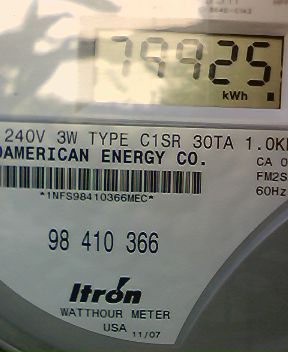 79925
kWh
240V 3W TYPE C1SR 30TA 1.0
AMERICAN ENERGY CO.
CA 0
FM2S
60Hz
*1NFS98410366MEC*
98 410 366
Itron
WATTHOUR METER
USA 11/07